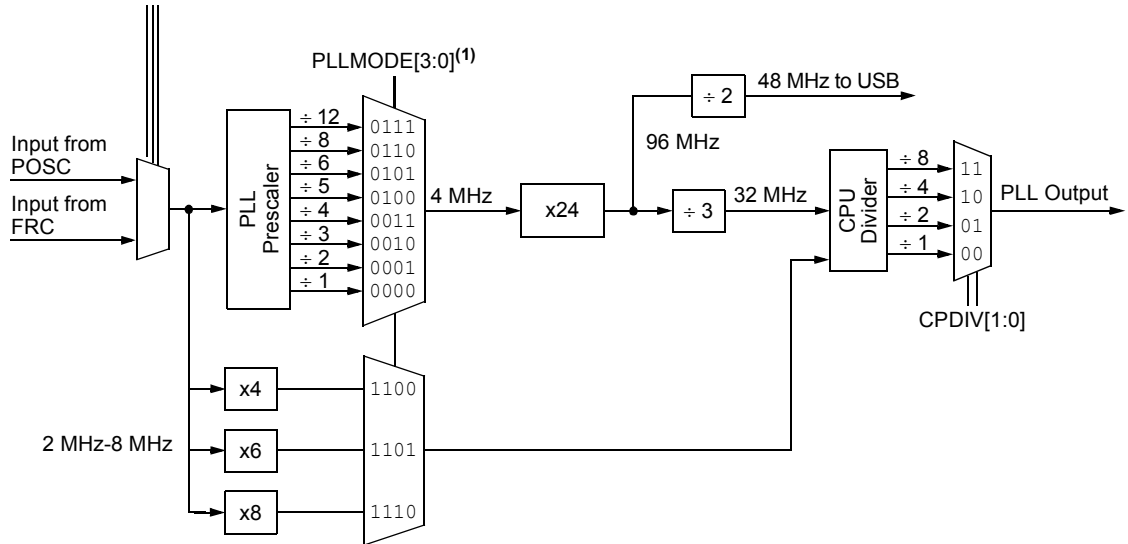 PLLMODE[3:0](1)
48 MHz to USB
÷ 2
96 MHz
Input from
POSC
Input from
FRC
PLL
Prescaler
÷ 12
÷ 8
÷ 6
÷ 5
÷ 4
÷ 3
÷ 2
÷ 1
0111
0110
0101
0100
0011
0010
0001
0000
4 MHz
x24
÷ 3
32 MHz
CPU
Divider
÷ 8
÷ 4
÷ 2
÷ 1
11
10
01
00
PLL Output
CPDIV[1:0]
2 MHz-8 MHz
x4
x6
x8
1100
1101
1110